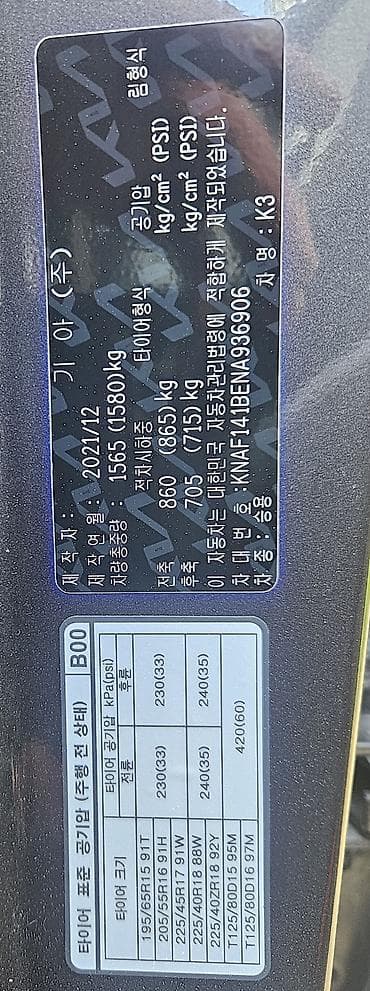 제 작 자 : 기 아 (주)
제 작 연 월 : 2021/12
차량총중량 : 1565 (1580)kg
적차시하중 타이어형식 공기압 림형식
전축 860 (865) kg kg/cm² (PSI)
후축 705 (715) kg kg/cm² (PSI)
이 자동차는 대한민국 자동차관리법령에 적합하게 제작되었습니다.
차 대 번 호 :KNAF141BENA936906
차 종 : 승용 차 명 : K3
타이어 표준 공기압 (주행 전 상태) B00
타이어 크기 타이어 공기압 kPa(psi)
전륜 후륜
195/65R15 91T 230(33) 230(33)
205/55R16 91H
225/45R17 91W
225/40R18 88W 240(35) 240(35)
225/40ZR18 92Y
T125/80D15 95M 420(60)
T125/80D16 97M